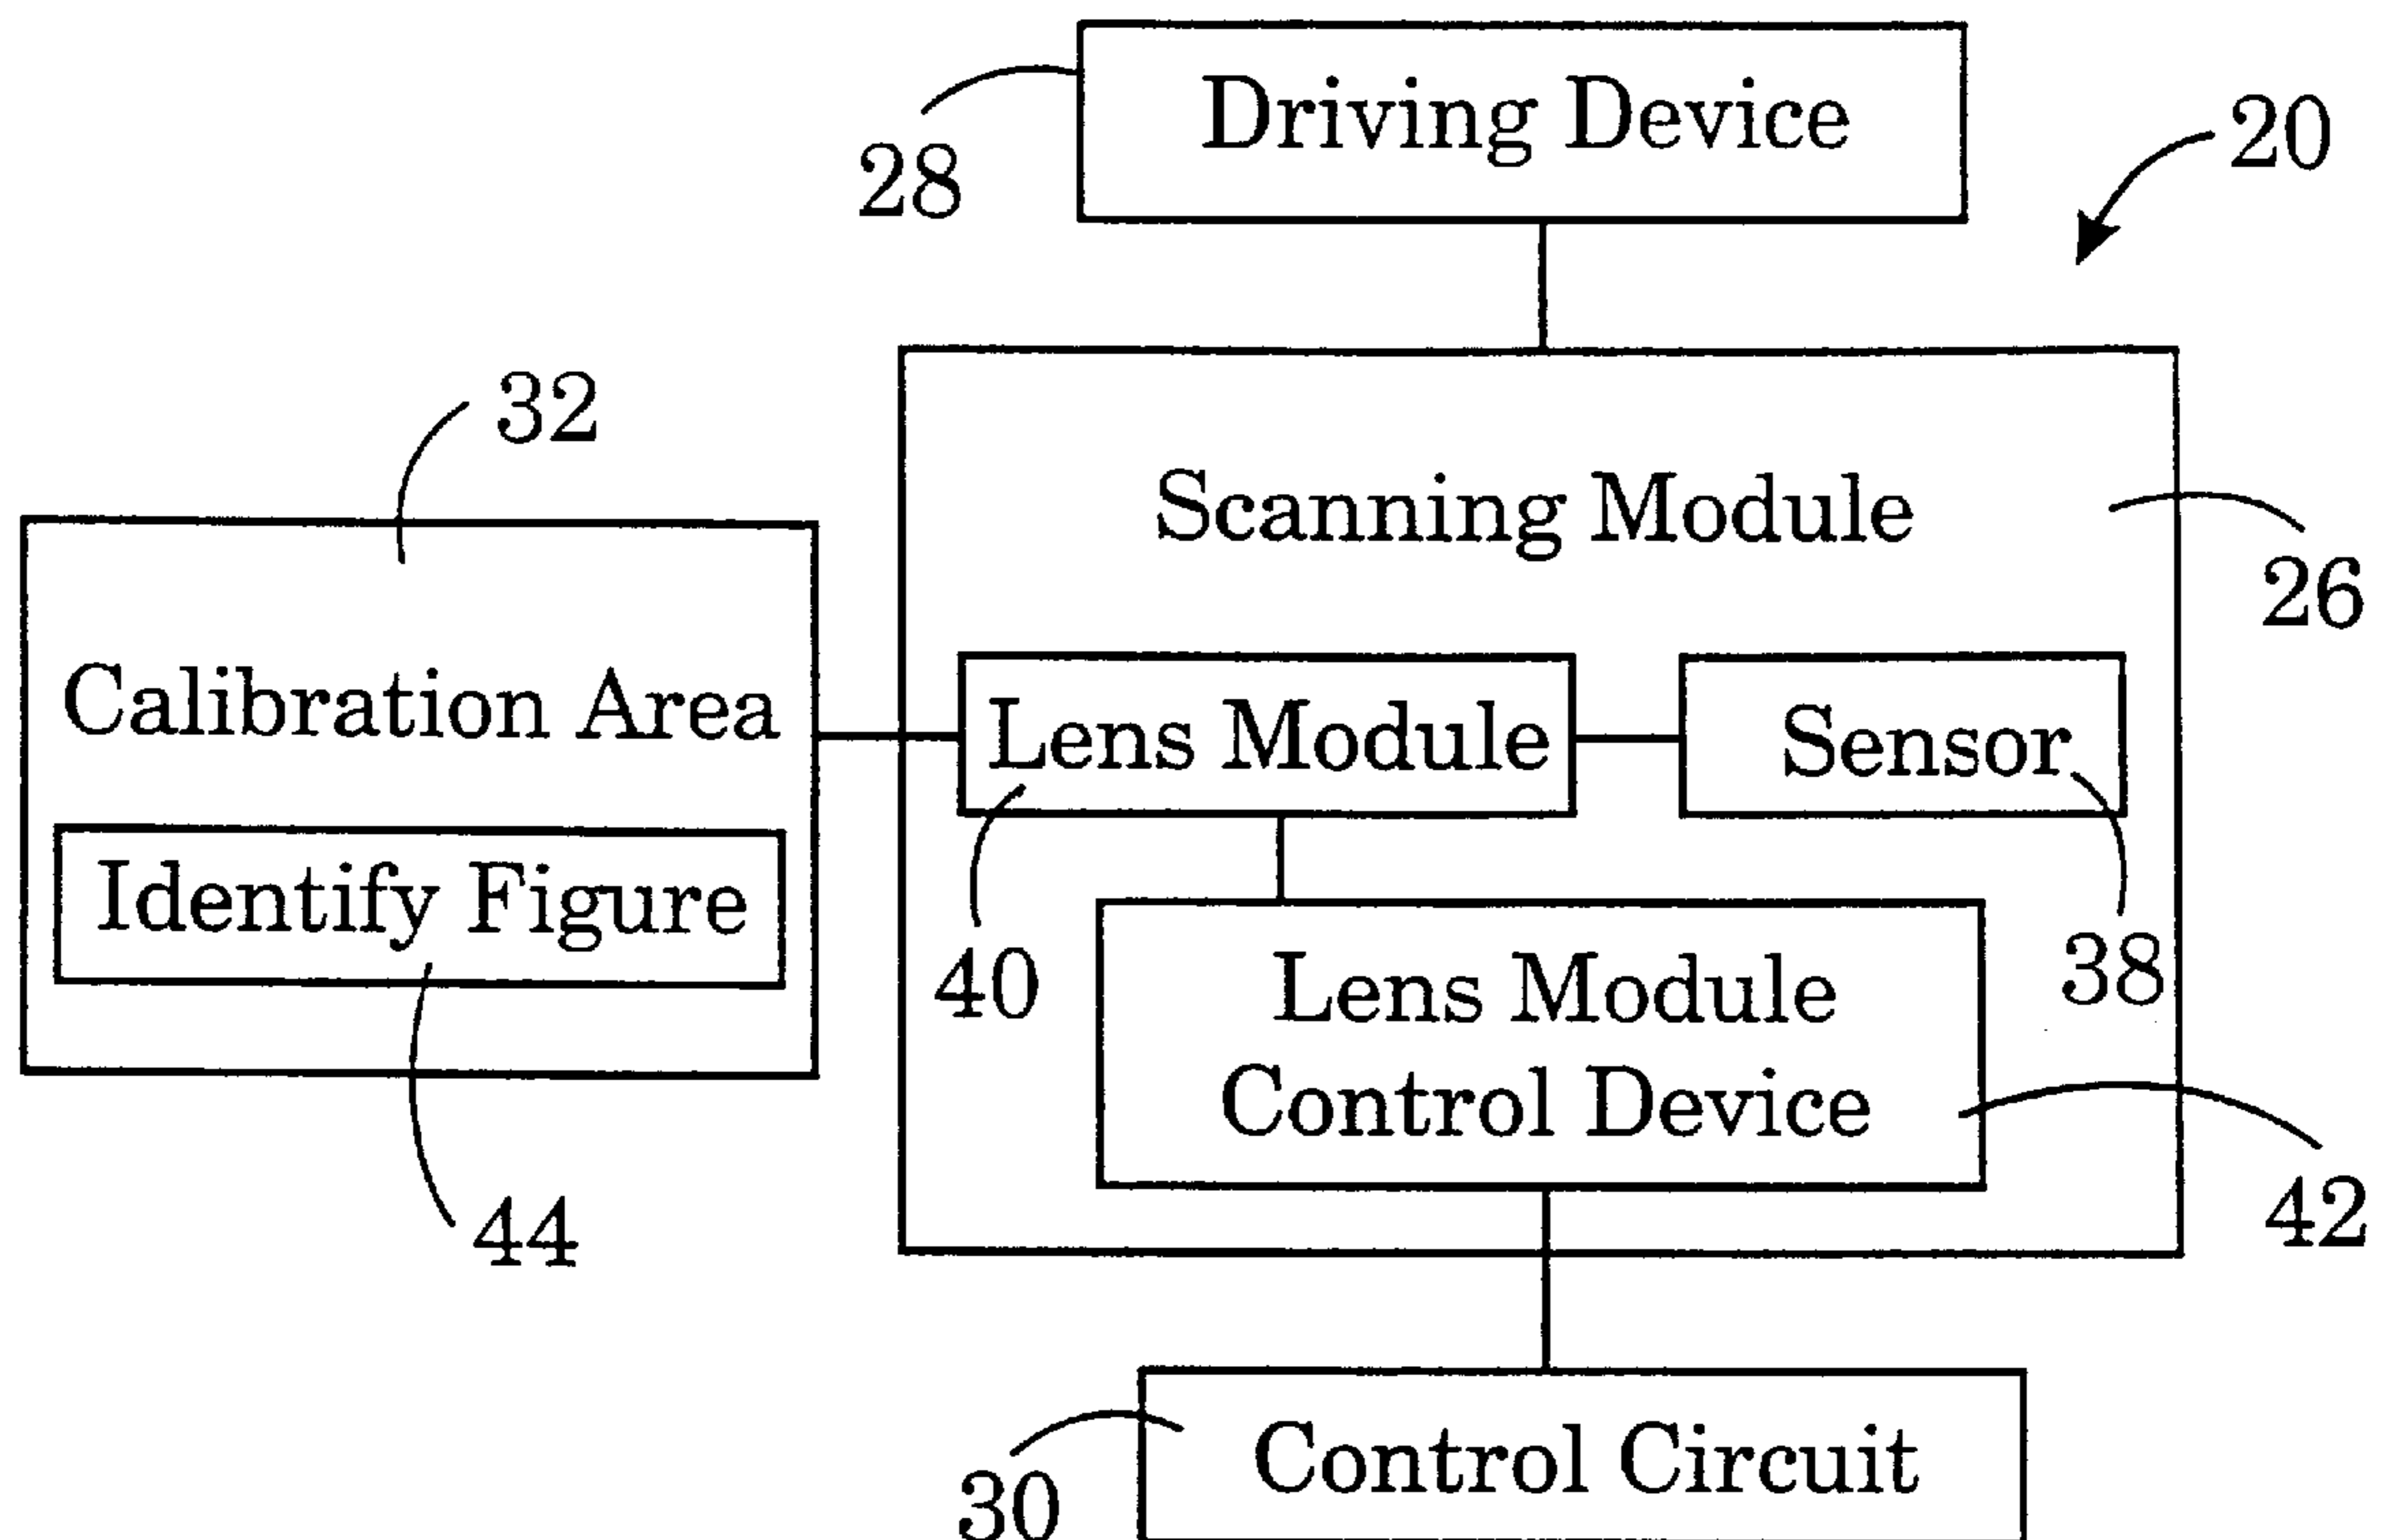 Driving Device
28
20
32
Scanning Module
26
Calibration Area
Lens Module
Sensor
Identify Figure
40
38
Lens Module
Control Device
44
42
Control Circuit
30